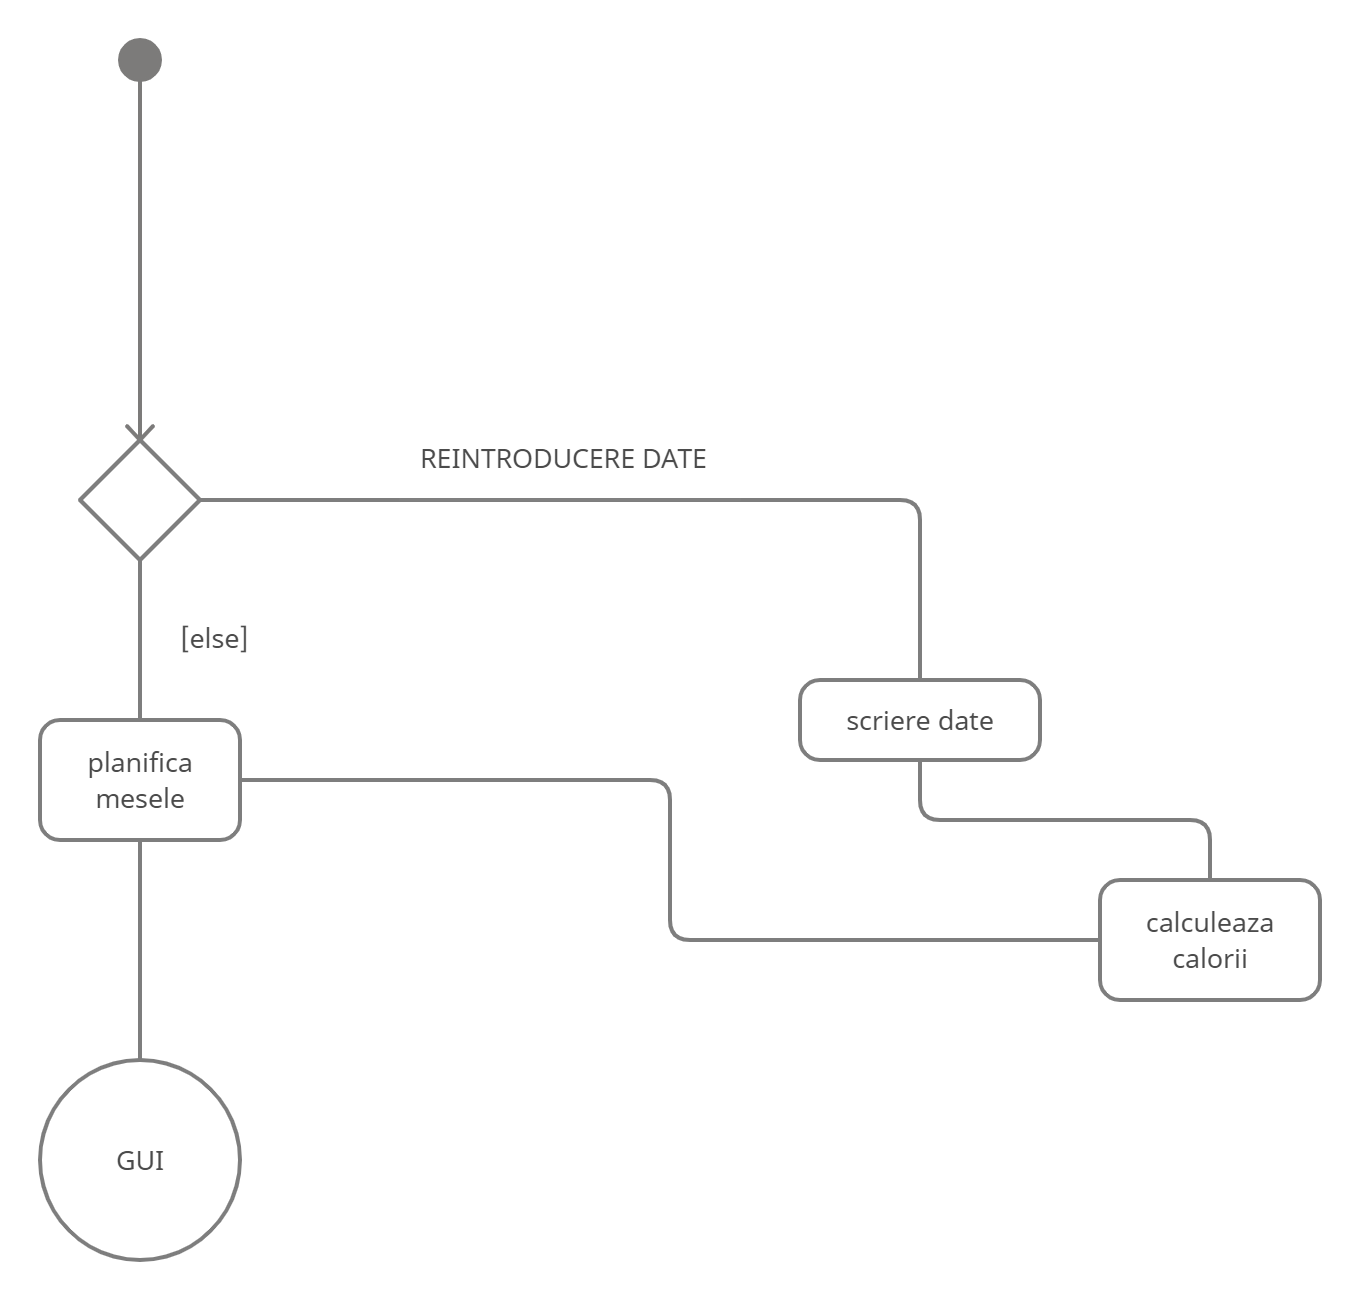 REINTRODUCERE DATE
[else]
scriere date
planifica
mesele
calculeaza
calorii
GUI